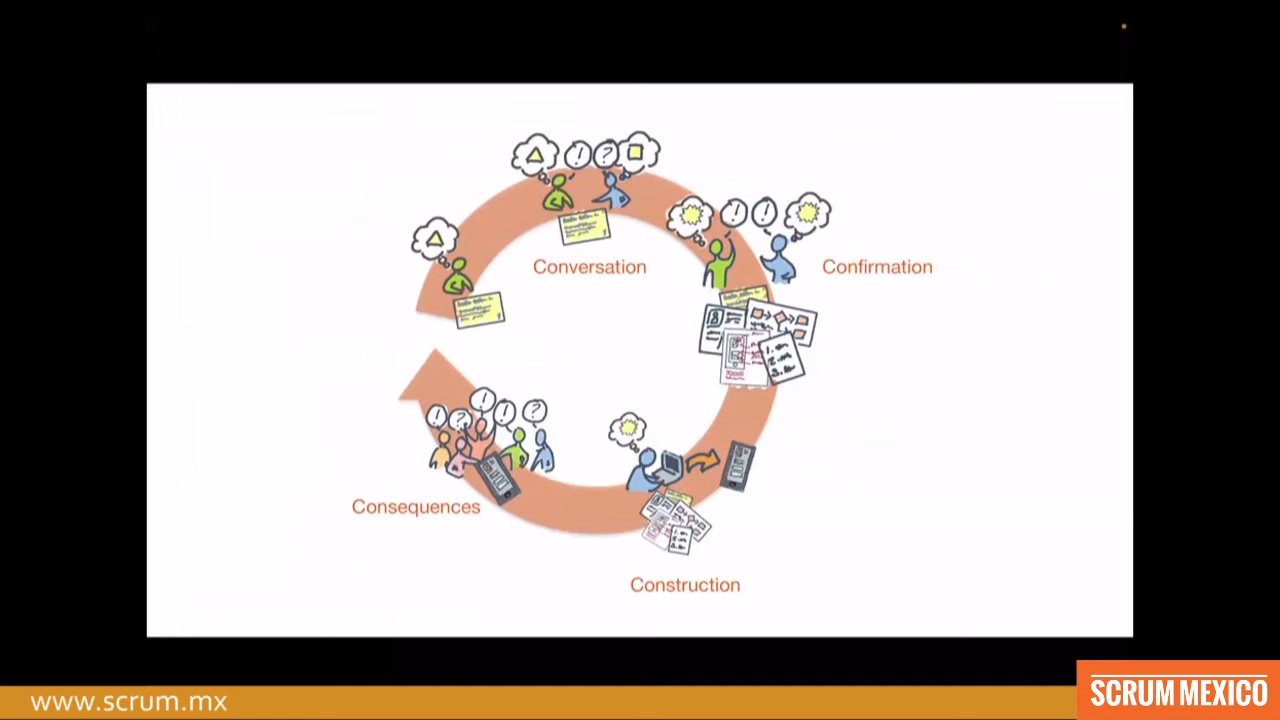 Conversation
Confirmation
Consequences
Construction
www.scrum.mx
SCRUM MEXICO